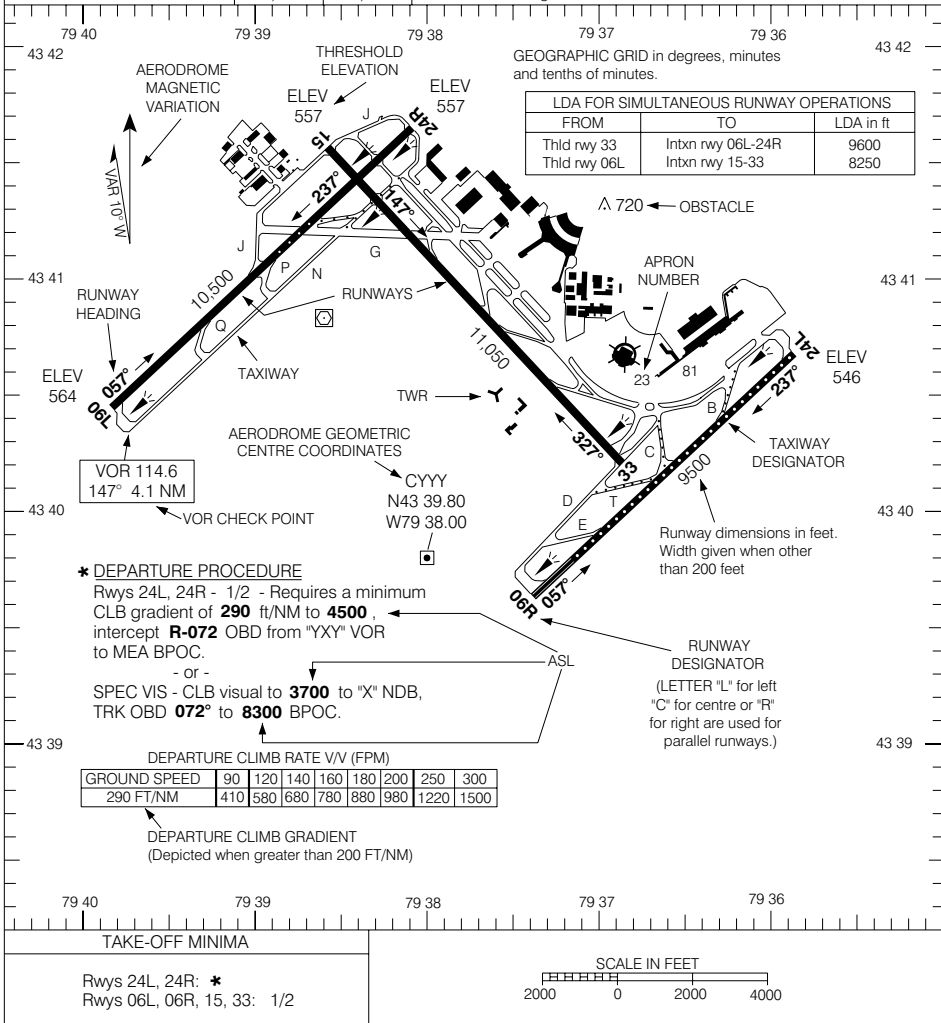 79 40 79 39 79 38 79 37 79 36
43 42 43 42
THRESHOLD
ELEVATION
GEOGRAPHIC GRID in degrees, minutes
and tenths of minutes.
AERODROME
MAGNETIC
VARIATION
ELEV
557
ELEV
557
LDA FOR SIMULTANEOUS RUNWAY OPERATIONS
FROM TO LDA in ft
Thld rwy 33 Intxn rwy 06L-24R 9600
Thld rwy 06L Intxn rwy 15-33 8250
J
15
24R
VAR 10° W
237°
147°
720 OBSTACLE
J
G
P
N
43 41 43 41
APRON
NUMBER
RUNWAY
HEADING
10,500
RUNWAYS
Q
11,050
TAXIWAY
ELEV
564
057°
06L
23
81
24L
ELEV
546
237°
TWR
B
AERODROME GEOMETRIC
CENTRE COORDINATES
327°
33
C
TAXIWAY
DESIGNATOR
9500
VOR 114.6
147° 4.1 NM
VOR CHECK POINT
CYYY
N43 39.80
W79 38.00
D
T
E
43 40 43 40
Runway dimensions in feet.
Width given when other
than 200 feet
057°
06R
* DEPARTURE PROCEDURE
Rwys 24L, 24R - 1/2 - Requires a minimum
CLB gradient of 290 ft/NM to 4500 ,
intercept R-072 OBD from "YXY" VOR
to MEA BPOC.
- or -
SPEC VIS - CLB visual to 3700 to "X" NDB,
TRK OBD 072° to 8300 BPOC.
ASL
RUNWAY
DESIGNATOR
(LETTER "L" for left
"C" for centre or "R"
for right are used for
parallel runways.)
43 39 43 39
DEPARTURE CLIMB RATE V/V (FPM)
GROUND SPEED 90 120 140 160 180 200 250 300
290 FT/NM 410 580 680 780 880 980 1220 1500
DEPARTURE CLIMB GRADIENT
(Depicted when greater than 200 FT/NM)
79 40 79 39 79 38 79 37 79 36
TAKE-OFF MINIMA
Rwys 24L, 24R: *
Rwys 06L, 06R, 15, 33: 1/2
SCALE IN FEET
2000 0 2000 4000